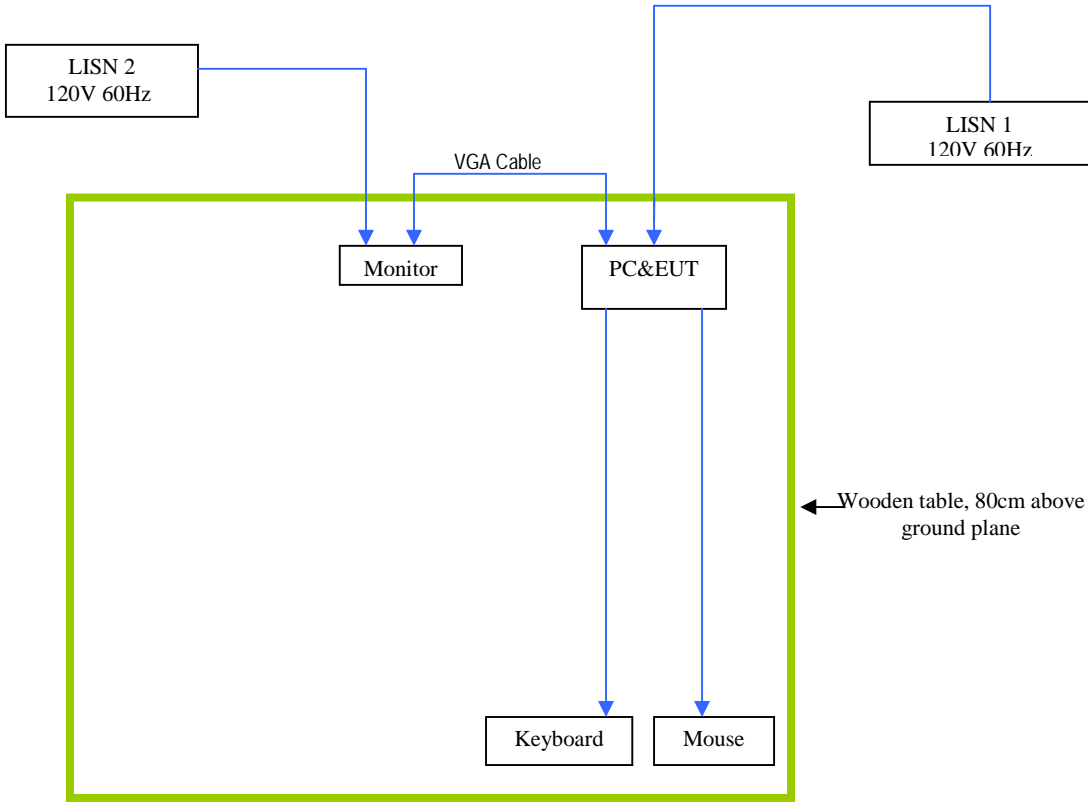 LISN 2
120V 60Hz
LISN 1
120V 60Hz
VGA Cable
Monitor
PC&EUT
Wooden table, 80cm above
ground plane
Keyboard
Mouse